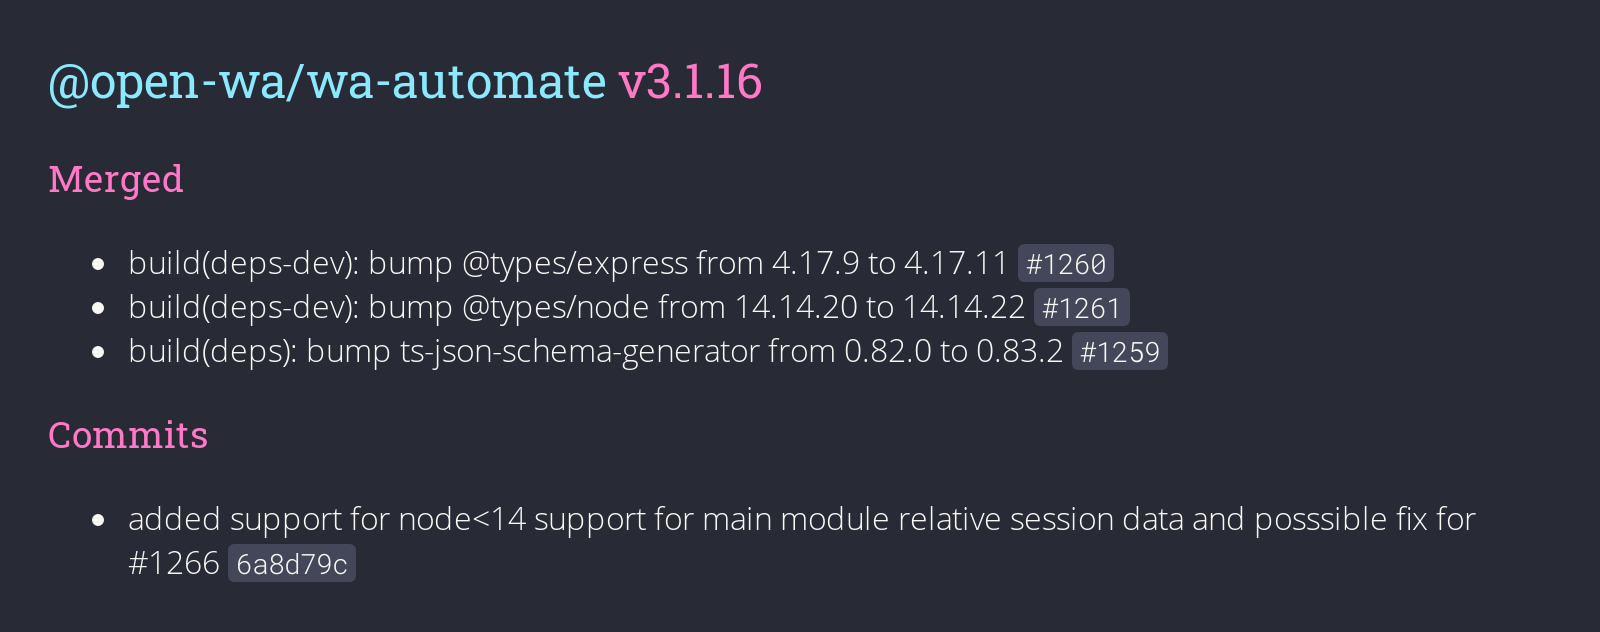 @open-wa/wa-automate v3.1.16
Merged
build(deps-dev): bump @types/express from 4.17.9 to 4.17.11 #1260
build(deps-dev): bump @types/node from 14.14.20 to 14.14.22 #1261
build(deps): bump ts-json-schema-generator from 0.82.0 to 0.83.2 #1259
Commits
added support for node<14 support for main module relative session data and posssible fix for
#1266 6a8d79c